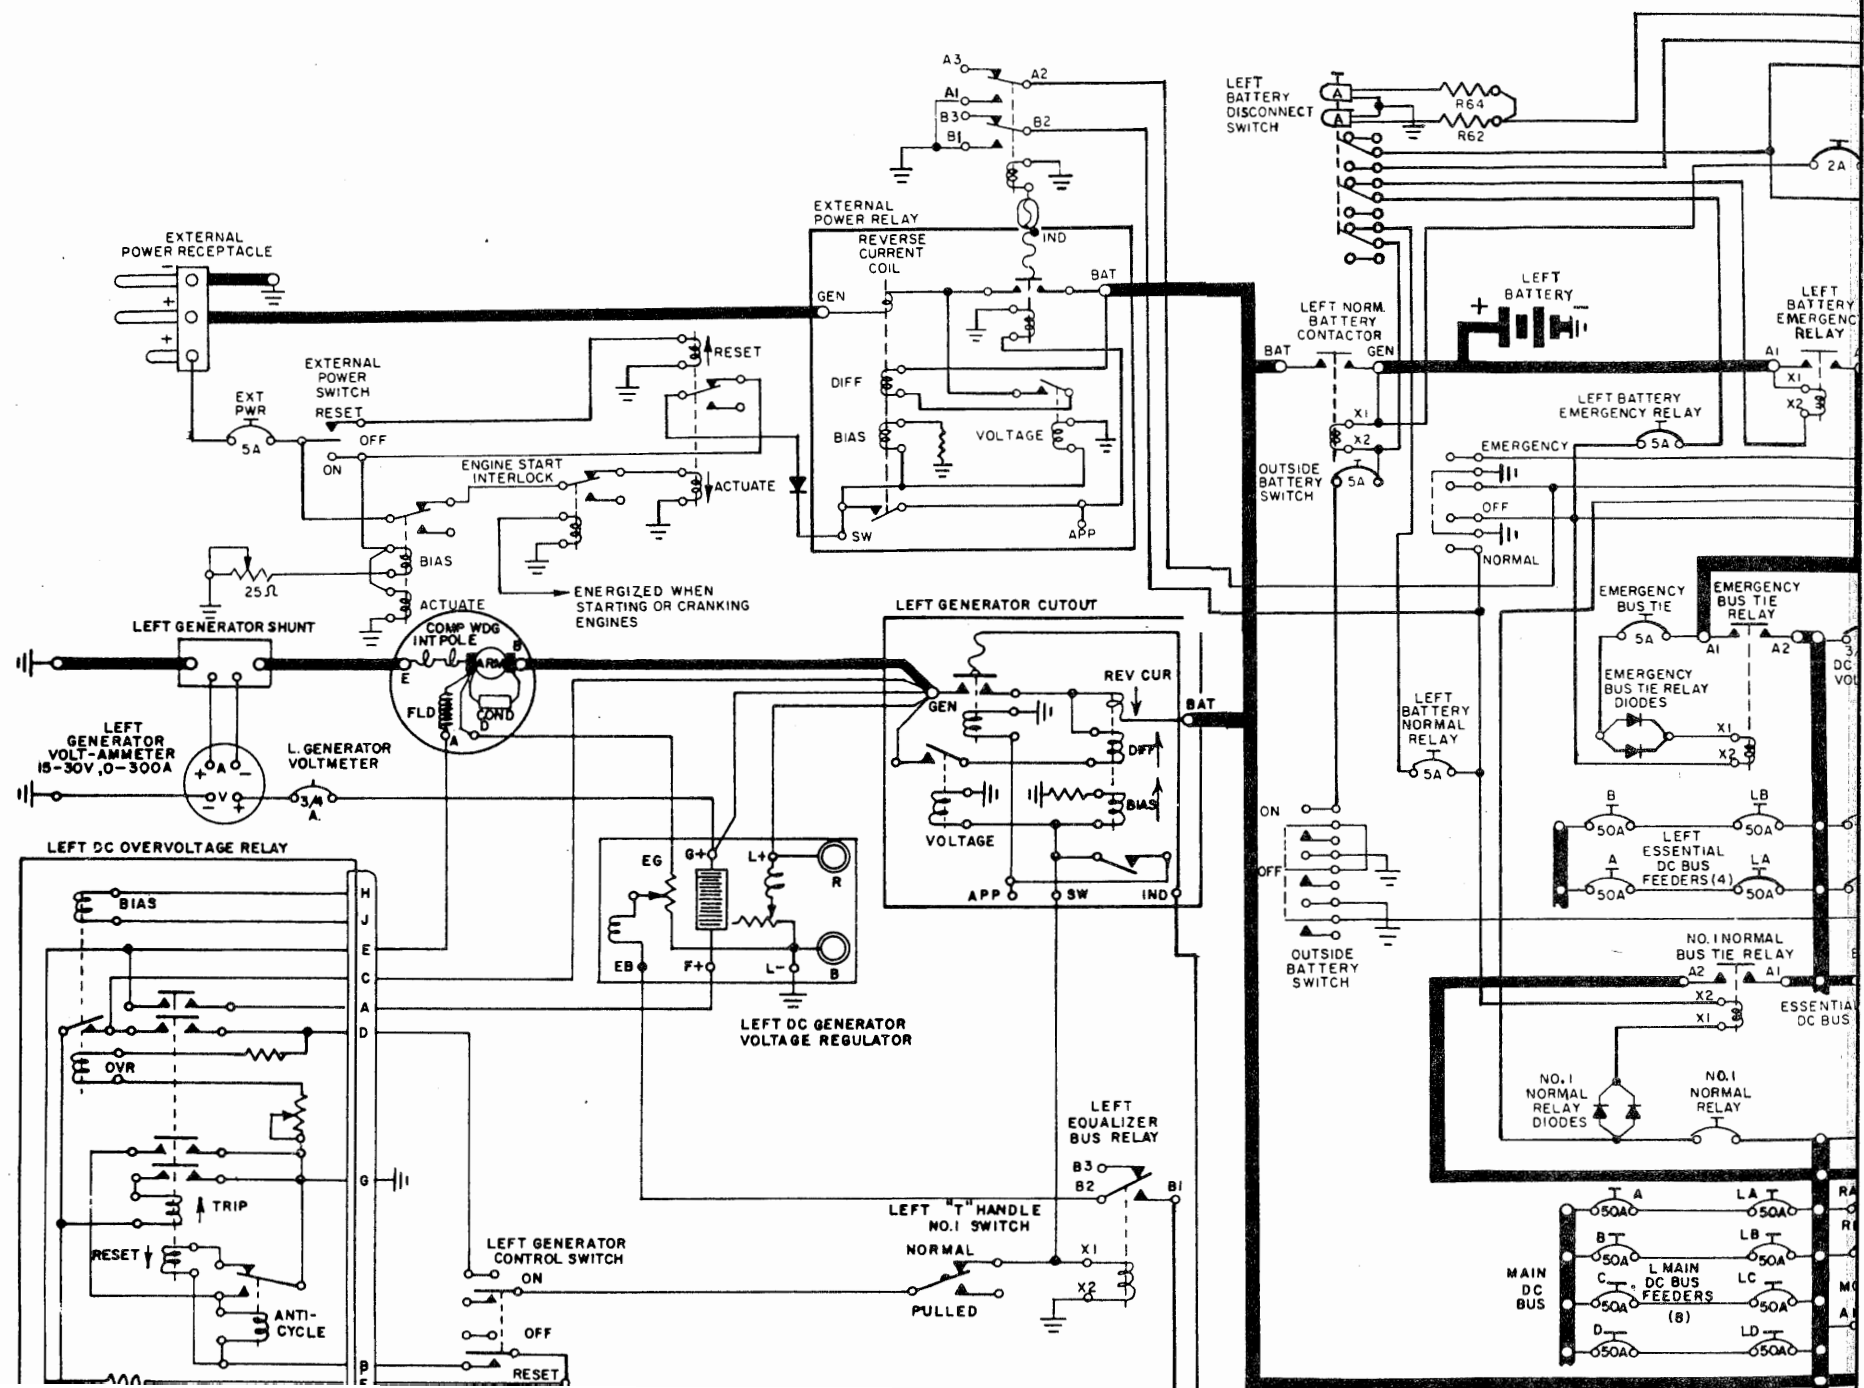 A3
A2
A1
B3
B2
B1
LEFT
BATTERY
DISCONNECT
SWITCH
A
A
R64
R62
2A
EXTERNAL
POWER RELAY
IND
REVERSE
CURRENT
COIL
BAT
GEN
DIFF
BIAS
VOLTAGE
SW
APP
EXTERNAL
POWER RECEPTACLE
-
+
+
EXTERNAL
POWER
SWITCH
RESET
OFF
ON
EXT
PWR
5A
RESET
ENGINE START
INTERLOCK
ACTUATE
BIAS
25Ω
ACTUATE
ENERGIZED WHEN
STARTING OR CRANKING
ENGINES
LEFT
BATTERY
+
LEFT NORM.
BATTERY
CONTACTOR
BAT
GEN
X1
X2
LEFT
BATTERY
EMERGENC
RELAY
A1
X1
X2
LEFT BATTERY
EMERGENCY RELAY
5A
OUTSIDE
BATTERY
SWITCH
5A
EMERGENCY
OFF
NORMAL
LEFT GENERATOR SHUNT
COMP WDG
INT POLE
ARM
B
E
FLD
COND
D
A
LEFT
GENERATOR
VOLT-AMMETER
15-30V,0-300A
+ A -
- V +
L. GENERATOR
VOLTMETER
3/4
A.
LEFT GENERATOR CUTOUT
REV CUR
GEN
BAT
DIFF
BIAS
VOLTAGE
APP
SW
IND
EMERGENCY
BUS TIE
5A
EMERGENCY
BUS TIE
RELAY
A1
A2
EMERGENCY
BUS TIE RELAY
DIODES
X1
X2
3/
DC
VOL
LEFT
BATTERY
NORMAL
RELAY
5A
B
50A
LB
50A
LEFT
ESSENTIAL
DC BUS
FEEDERS (4)
A
50A
LA
50A
ON
OFF
OUTSIDE
BATTERY
SWITCH
NO. 1 NORMAL
BUS TIE RELAY
A2
A1
X2
X1
ESSENTIA
DC BUS
NO. 1
NORMAL
RELAY
DIODES
NO. 1
NORMAL
RELAY
LEFT DC OVERVOLTAGE RELAY
BIAS
H
J
E
C
A
D
OVR
G
TRIP
RESET
ANTI-
CYCLE
B
EG
G+
L+
R
EB
F+
L-
B
LEFT DC GENERATOR
VOLTAGE REGULATOR
LEFT
EQUALIZER
BUS RELAY
B3
B2
B1
LEFT "T" HANDLE
NO.1 SWITCH
NORMAL
PULLED
X1
X2
LEFT GENERATOR
CONTROL SWITCH
ON
OFF
RESET
MAIN
DC
BUS
A
50A
LA
50A
B
50A
LB
50A
L MAIN
DC BUS
FEEDERS
(8)
C
50A
LC
50A
D
50A
LD
50A